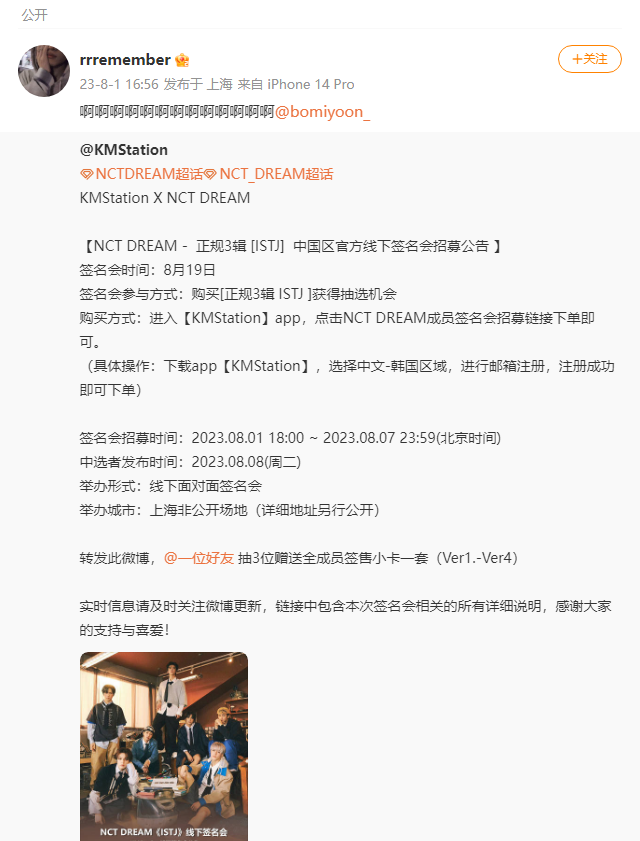 公开
rrremember
+关注
23-8-1 16:56 发布于 上海 来自 iPhone 14 Pro
啊啊啊啊啊啊啊啊啊啊啊啊啊@bomiyoon_
@KMStation
NCTDREAM超话 NCT_DREAM超话
KMStation X NCT DREAM
【NCT DREAM - 正规3辑 [ISTJ] 中国区官方线下签名会招募公告 】
签名会时间：8月19日
签名会参与方式：购买[正规3辑 ISTJ ]获得抽选机会
购买方式：进入【KMStation】app，点击NCT DREAM成员签名会招募链接下单即
可。
（具体操作：下载app【KMStation】，选择中文-韩国区域，进行邮箱注册，注册成功
即可下单）
签名会招募时间：2023.08.01 18:00 ~ 2023.08.07 23:59(北京时间)
中选者发布时间：2023.08.08(周二)
举办形式：线下面对面签名会
举办城市：上海非公开场地（详细地址另行公开）
转发此微博，@一位好友 抽3位赠送全成员签售小卡一套（Ver1.-Ver4）
实时信息请及时关注微博更新，链接中包含本次签名会相关的所有详细说明，感谢大家
的支持与喜爱！
NCT DREAM《ISTJ》线下签名会